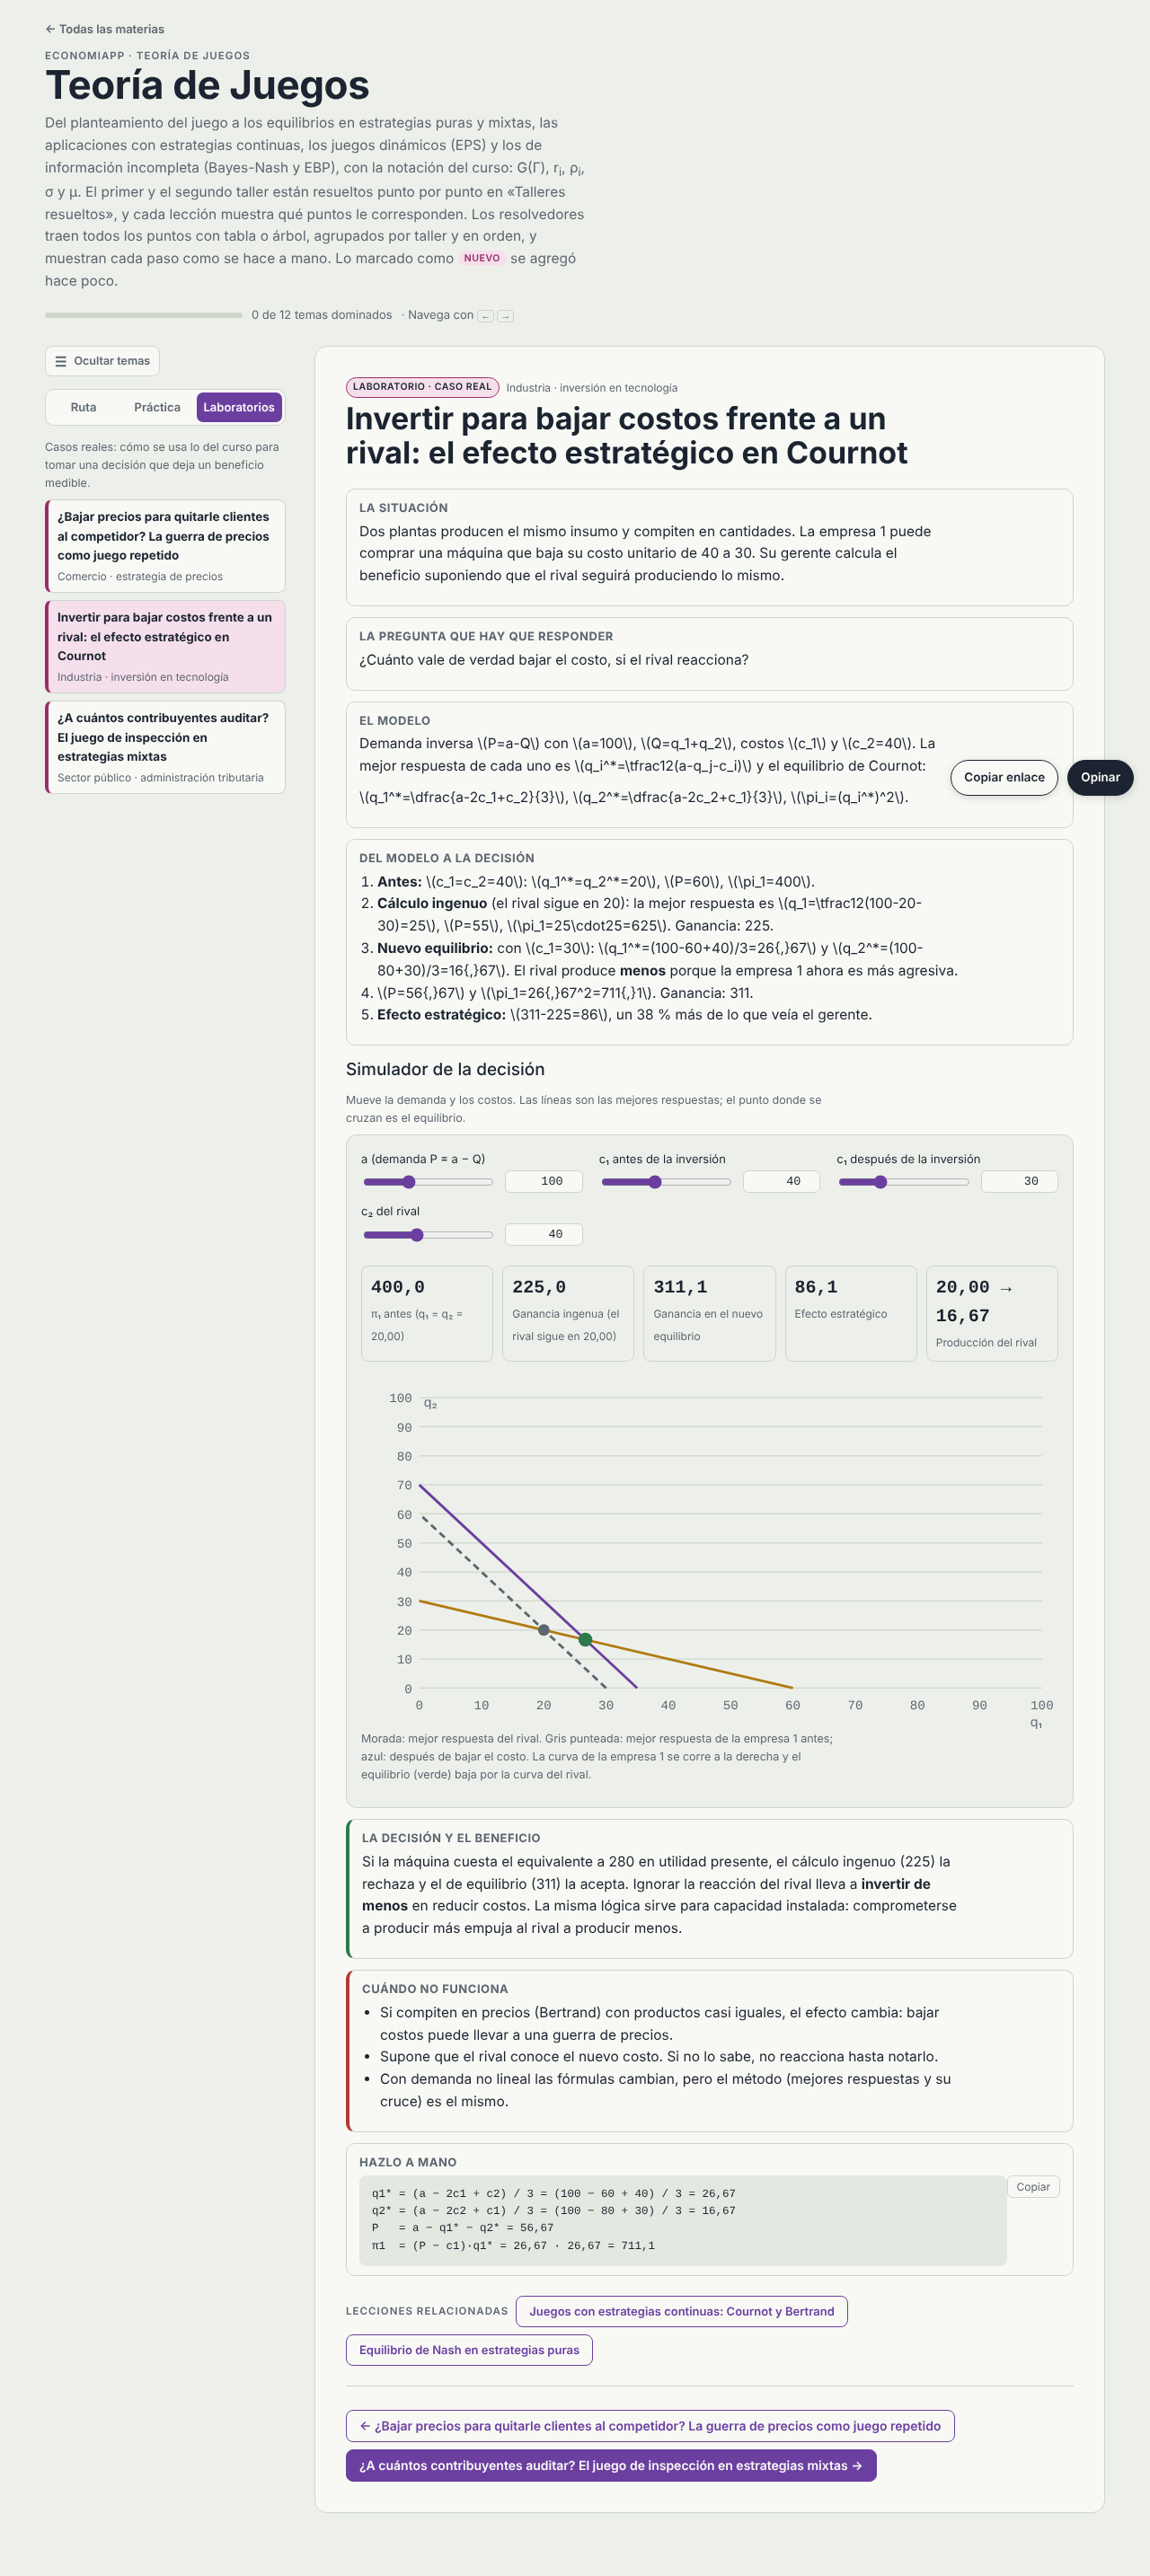 ← Todas las materias
ECONOMIAPP · TEORÍA DE JUEGOS
Teoría de Juegos
Del planteamiento del juego a los equilibrios en estrategias puras y mixtas, las
aplicaciones con estrategias continuas, los juegos dinámicos (EPS) y los de
información incompleta (Bayes-Nash y EBP), con la notación del curso: G(Γ), rᵢ, ρᵢ,
σ y μ. El primer y el segundo taller están resueltos punto por punto en «Talleres
resueltos», y cada lección muestra qué puntos le corresponden. Los resolvedores
traen todos los puntos con tabla o árbol, agrupados por taller y en orden, y
muestran cada paso como se hace a mano. Lo marcado como NUEVO se agregó
hace poco.
0 de 12 temas dominados · Navega con ← →
☰ Ocultar temas
Ruta Práctica Laboratorios
Casos reales: cómo se usa lo del curso para
tomar una decisión que deja un beneficio
medible.
¿Bajar precios para quitarle clientes
al competidor? La guerra de precios
como juego repetido
Comercio · estrategia de precios
Invertir para bajar costos frente a un
rival: el efecto estratégico en
Cournot
Industria · inversión en tecnología
¿A cuántos contribuyentes auditar?
El juego de inspección en
estrategias mixtas
Sector público · administración tributaria
LABORATORIO · CASO REAL Industria · inversión en tecnología
Invertir para bajar costos frente a un
rival: el efecto estratégico en Cournot
LA SITUACIÓN
Dos plantas producen el mismo insumo y compiten en cantidades. La empresa 1 puede
comprar una máquina que baja su costo unitario de 40 a 30. Su gerente calcula el
beneficio suponiendo que el rival seguirá produciendo lo mismo.
LA PREGUNTA QUE HAY QUE RESPONDER
¿Cuánto vale de verdad bajar el costo, si el rival reacciona?
EL MODELO
Demanda inversa \(P=a-Q\) con \(a=100\), \(Q=q_1+q_2\), costos \(c_1\) y \(c_2=40\). La
mejor respuesta de cada uno es \(q_i^*=\tfrac12(a-q_j-c_i)\) y el equilibrio de Cournot:
\(q_1^*=\dfrac{a-2c_1+c_2}{3}\), \(q_2^*=\dfrac{a-2c_2+c_1}{3}\), \(\pi_i=(q_i^*)^2\).
Copiar enlace
Opinar
DEL MODELO A LA DECISIÓN
1. Antes: \(c_1=c_2=40\): \(q_1^*=q_2^*=20\), \(P=60\), \(\pi_1=400\).
2. Cálculo ingenuo (el rival sigue en 20): la mejor respuesta es \(q_1=\tfrac12(100-20-
30)=25\), \(P=55\), \(\pi_1=25\cdot25=625\). Ganancia: 225.
3. Nuevo equilibrio: con \(c_1=30\): \(q_1^*=(100-60+40)/3=26{,}67\) y \(q_2^*=(100-
80+30)/3=16{,}67\). El rival produce menos porque la empresa 1 ahora es más agresiva.
4. \(P=56{,}67\) y \(\pi_1=26{,}67^2=711{,}1\). Ganancia: 311.
5. Efecto estratégico: \(311-225=86\), un 38 % más de lo que veía el gerente.
Simulador de la decisión
Mueve la demanda y los costos. Las líneas son las mejores respuestas; el punto donde se
cruzan es el equilibrio.
a (demanda P = a − Q)
100
c₁ antes de la inversión
40
c₁ después de la inversión
30
c₂ del rival
40
400,0
π₁ antes (q₁ = q₂ =
20,00)
225,0
Ganancia ingenua (el
rival sigue en 20,00)
311,1
Ganancia en el nuevo
equilibrio
86,1
Efecto estratégico
20,00 →
16,67
Producción del rival
q₂
100
90
80
70
60
50
40
30
20
10
0
0 10 20 30 40 50 60 70 80 90 100
q₁
Morada: mejor respuesta del rival. Gris punteada: mejor respuesta de la empresa 1 antes;
azul: después de bajar el costo. La curva de la empresa 1 se corre a la derecha y el
equilibrio (verde) baja por la curva del rival.
LA DECISIÓN Y EL BENEFICIO
Si la máquina cuesta el equivalente a 280 en utilidad presente, el cálculo ingenuo (225) la
rechaza y el de equilibrio (311) la acepta. Ignorar la reacción del rival lleva a invertir de
menos en reducir costos. La misma lógica sirve para capacidad instalada: comprometerse
a producir más empuja al rival a producir menos.
CUÁNDO NO FUNCIONA
• Si compiten en precios (Bertrand) con productos casi iguales, el efecto cambia: bajar
costos puede llevar a una guerra de precios.
• Supone que el rival conoce el nuevo costo. Si no lo sabe, no reacciona hasta notarlo.
• Con demanda no lineal las fórmulas cambian, pero el método (mejores respuestas y su
cruce) es el mismo.
HAZLO A MANO
Copiar
q1* = (a − 2c1 + c2) / 3 = (100 − 60 + 40) / 3 = 26,67
q2* = (a − 2c2 + c1) / 3 = (100 − 80 + 30) / 3 = 16,67
P = a − q1* − q2* = 56,67
π1 = (P − c1)·q1* = 26,67 · 26,67 = 711,1
LECCIONES RELACIONADAS Juegos con estrategias continuas: Cournot y Bertrand
Equilibrio de Nash en estrategias puras
← ¿Bajar precios para quitarle clientes al competidor? La guerra de precios como juego repetido
¿A cuántos contribuyentes auditar? El juego de inspección en estrategias mixtas →